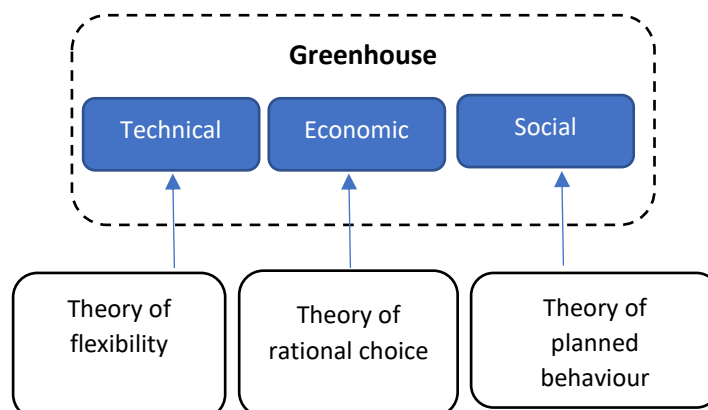 Greenhouse
Technical
Economic
Social
Theory of
flexibility
Theory of
rational choice
Theory of
planned
behaviour